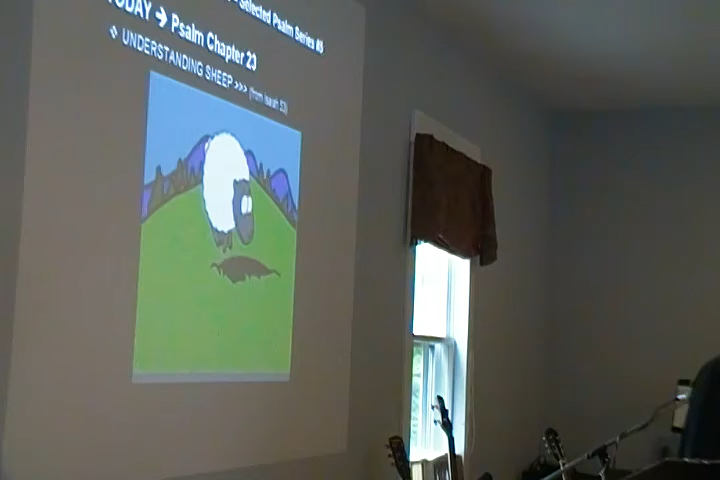 Selected Psalm Series #5
TODAY → Psalm Chapter 23
❖ UNDERSTANDING SHEEP >>> (from Isaiah 53)